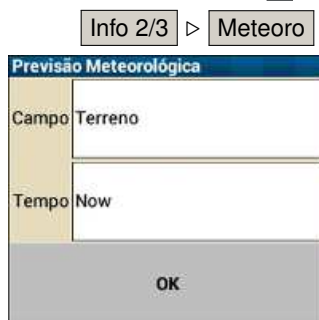 Info 2/3 ▷ Meteoro
Previsão Meteorológica
Campo Terreno
Tempo Now
OK